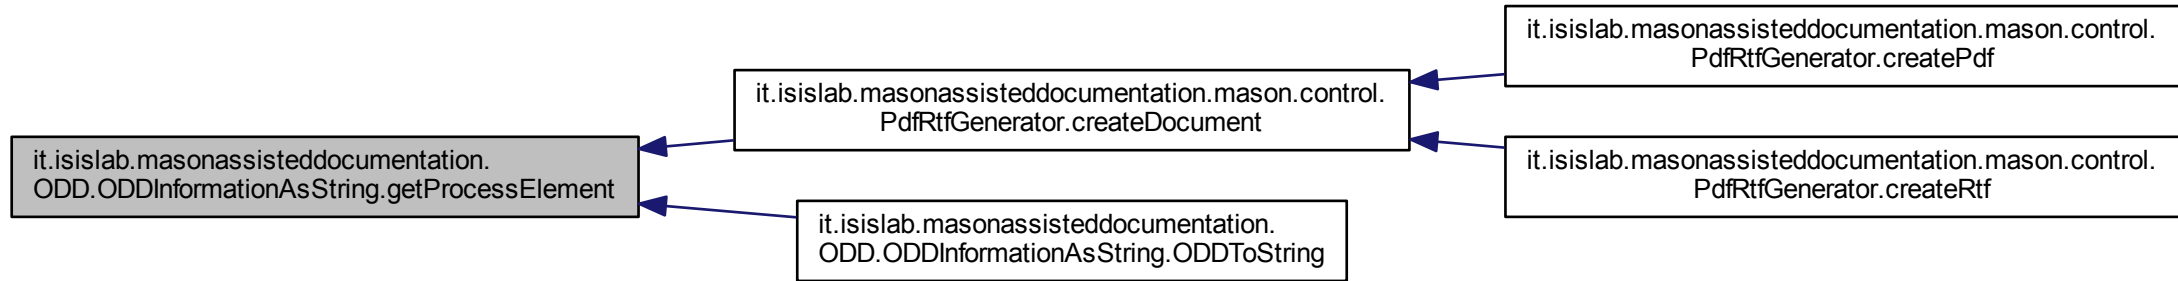 it.isislab.masonassisteddocumentation.
ODD.ODDInformationAsString.getProcessElement
it.isislab.masonassisteddocumentation.mason.control.
PdfRtfGenerator.createDocument
it.isislab.masonassisteddocumentation.mason.control.
PdfRtfGenerator.createPdf
it.isislab.masonassisteddocumentation.mason.control.
PdfRtfGenerator.createRtf
it.isislab.masonassisteddocumentation.
ODD.ODDInformationAsString.ODDToString